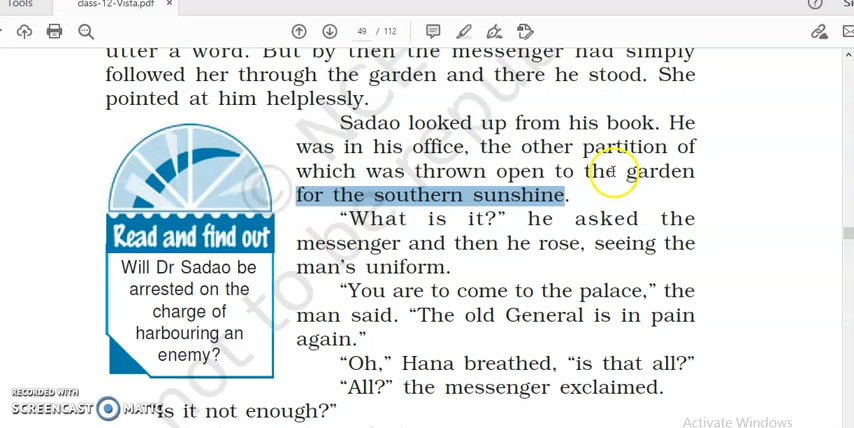 Tools
class-12-Vista.pdf
×
49 / 112
utter a word. But by then the messenger had simply
followed her through the garden and there he stood. She
pointed at him helplessly.
Sadao looked up from his book. He
was in his office, the other partition of
which was thrown open to the garden
for the southern sunshine.
“What is it?” he asked the
messenger and then he rose, seeing the
man’s uniform.
“You are to come to the palace,” the
man said. “The old General is in pain
again.”
“Oh,” Hana breathed, “is that all?”
“All?” the messenger exclaimed.
Is it not enough?”
Read and find out
Will Dr Sadao be
arrested on the
charge of
harbouring an
enemy?
© NCE
not to be republ
RECORDED WITH
SCREENCAST MATIC
Activate Windows